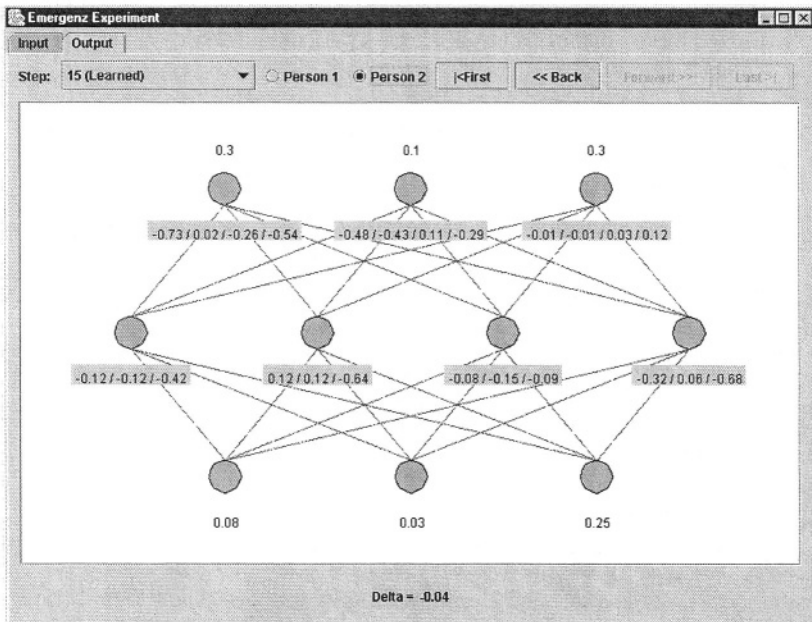 Emergenz Experiment
Input Output
Step: 15 (Learned) Person 1 Person 2 |<First << Back Forward >> Last >|
0.3 0.1 0.3
-0.73 / 0.02 / -0.26 / -0.54 -0.48 / -0.43 / 0.11 / -0.29 -0.01 / -0.01 / 0.03 / 0.12
-0.12 / -0.12 / -0.42 0.12 / 0.12 / -0.64 -0.08 / -0.15 / -0.09 -0.32 / 0.06 / -0.68
0.08 0.03 0.25
Delta = -0.04